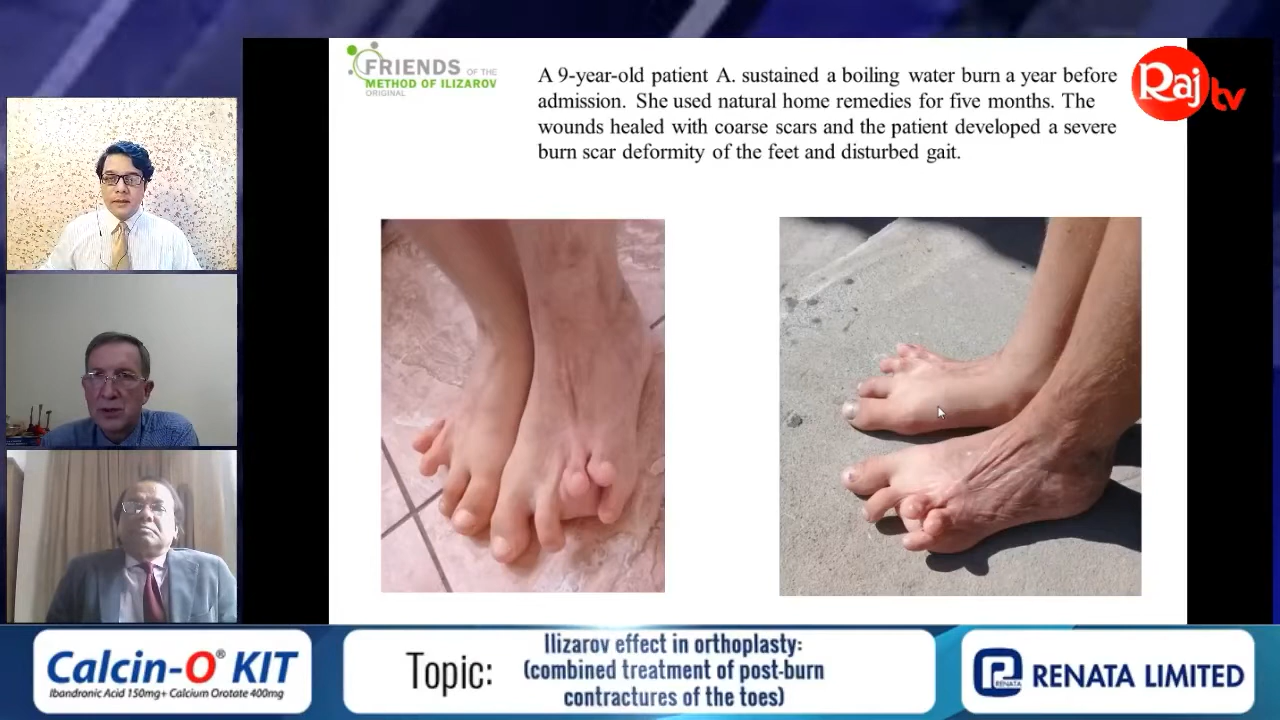 FRIENDS OF THE
METHOD OF ILIZAROV
ORIGINAL
A 9-year-old patient A. sustained a boiling water burn a year before
admission. She used natural home remedies for five months. The
wounds healed with coarse scars and the patient developed a severe
burn scar deformity of the feet and disturbed gait.
Raj tv
Calcin-O® KIT
Ibandronic Acid 150mg+ Calcium Orotate 400mg
Topic:
Ilizarov effect in orthoplasty:
(combined treatment of post-burn
contractures of the toes)
RENATA
RENATA LIMITED